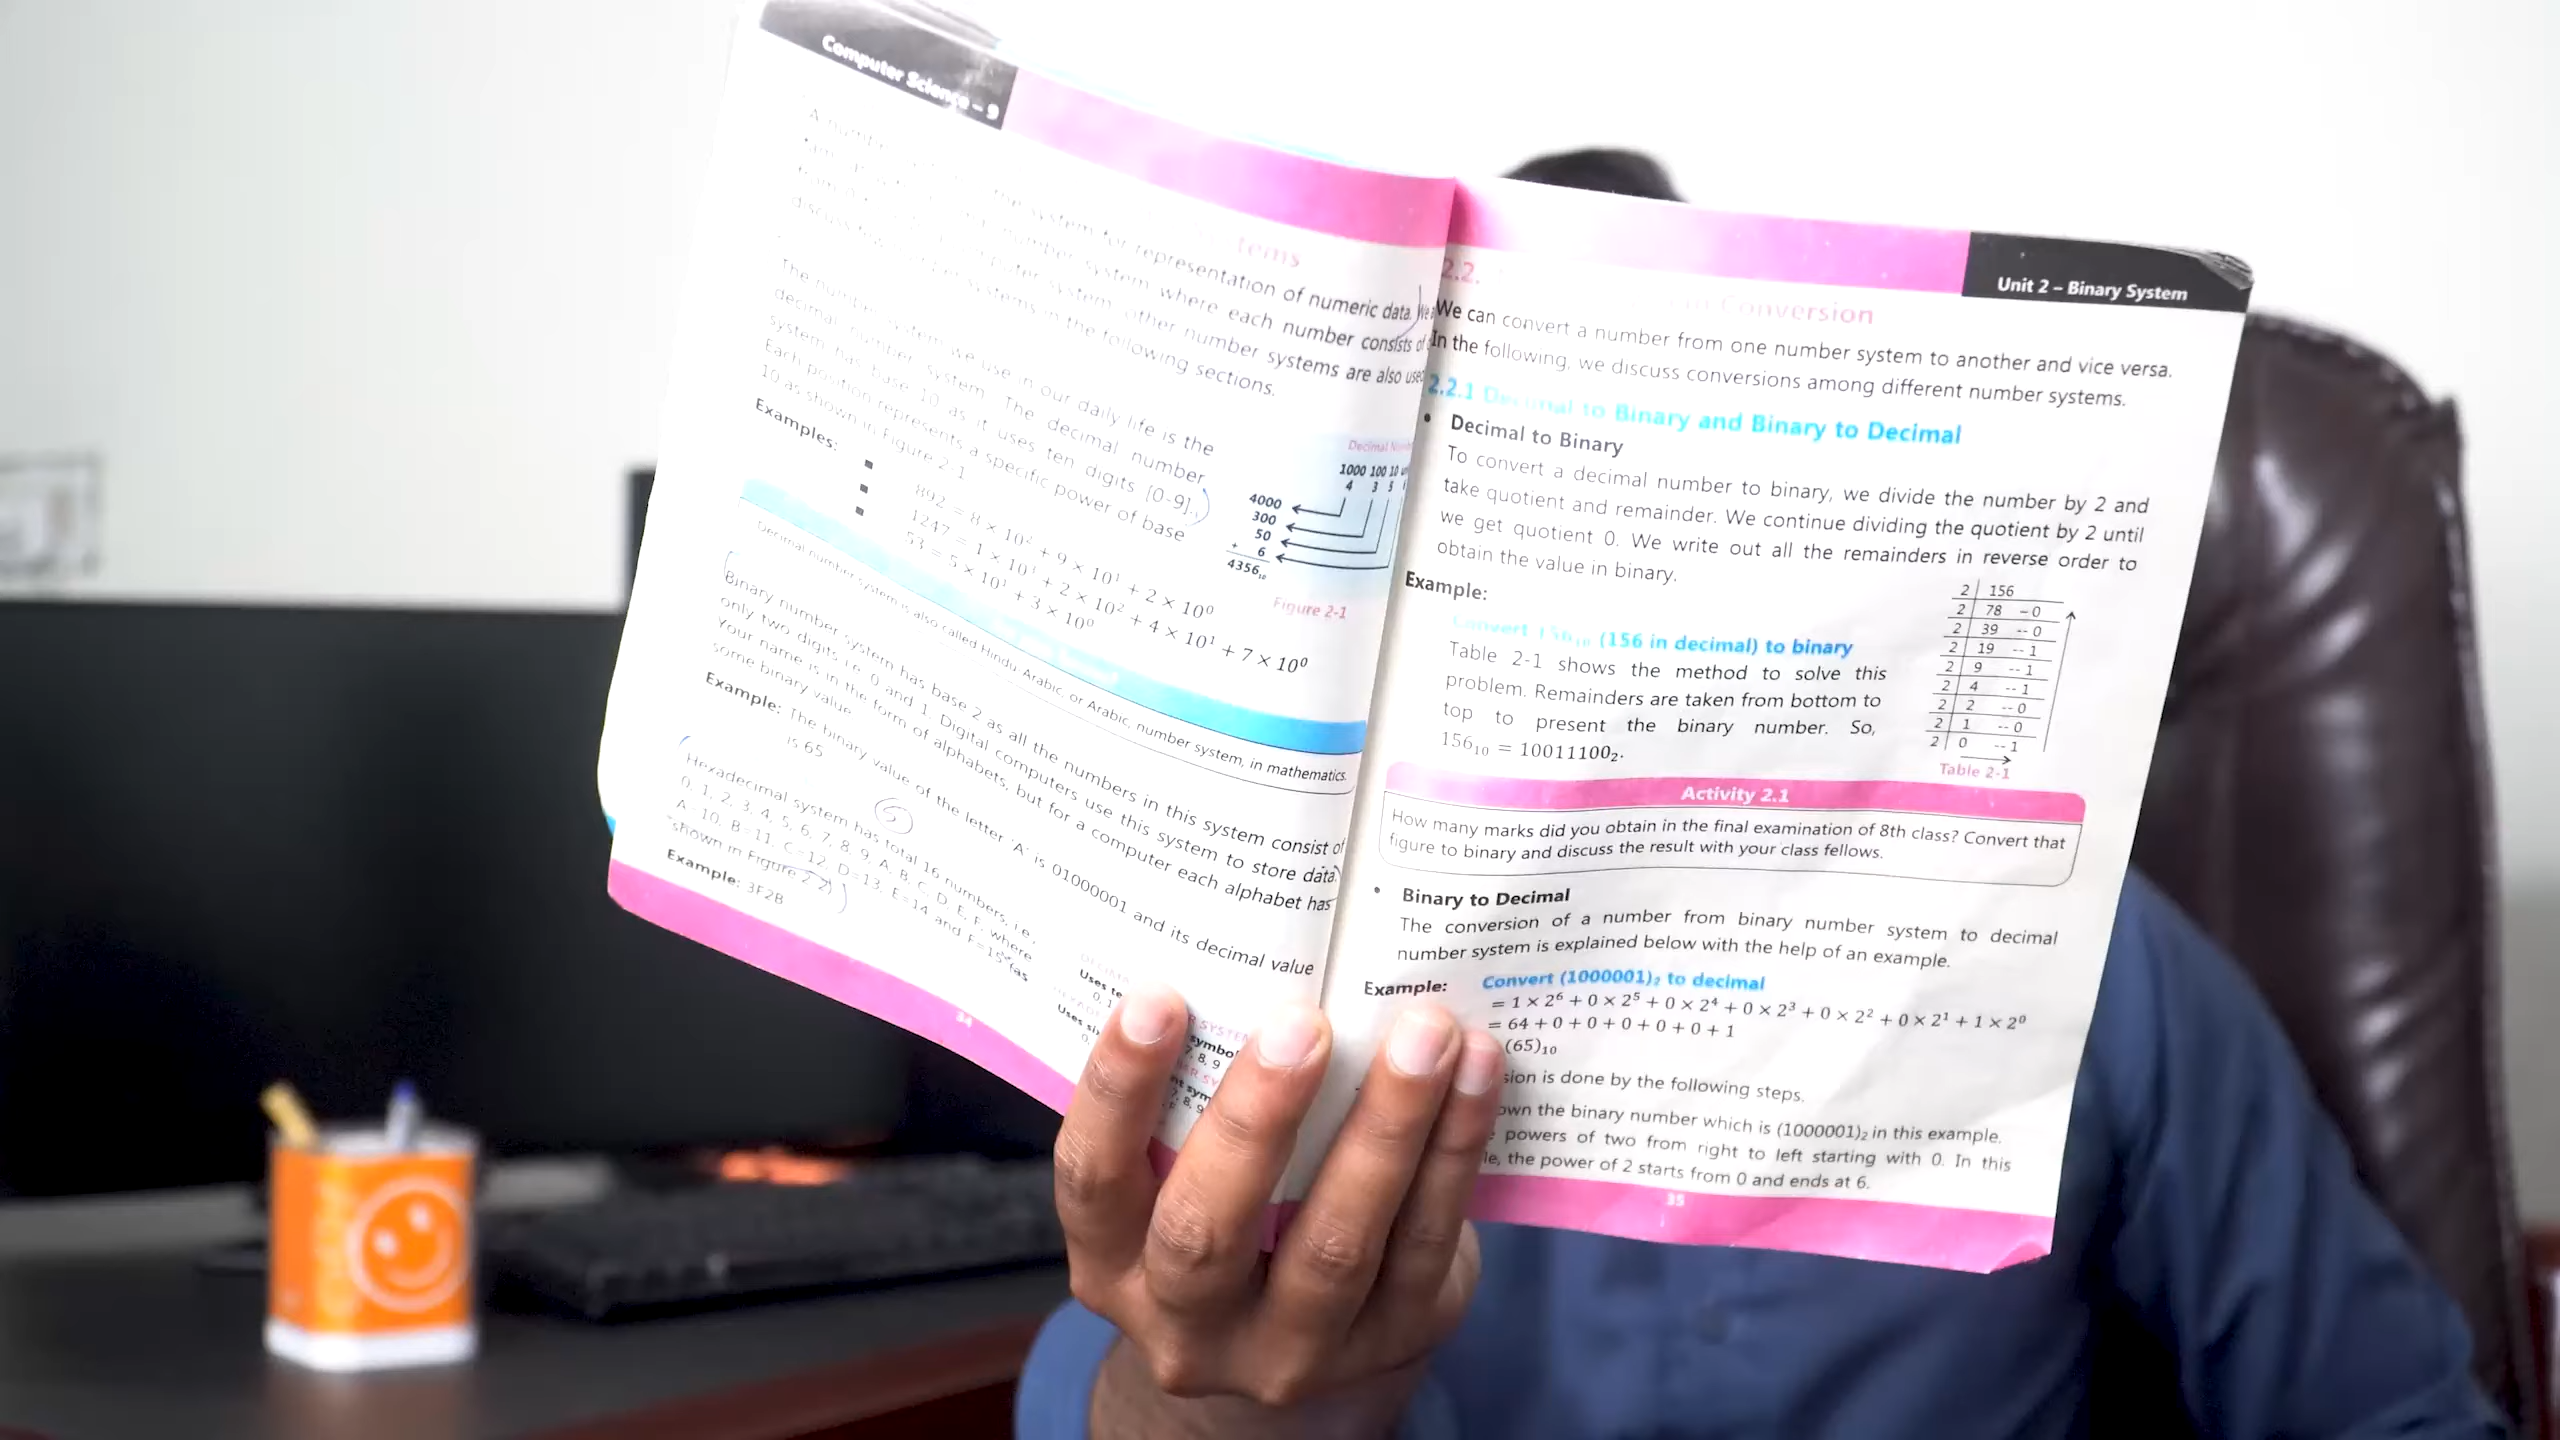 Computer Science – 9
tems
the system for representation of numeric data. We
number system where each number consists of
computer system, other number systems are also used
discuss systems in the following sections.
The number system we use in our daily life is the
decimal number system. The decimal number
system has base 10 as it uses ten digits [0-9].
Each position represents a specific power of base
10 as shown in Figure 2-1
Examples:
892 = 8 × 10² + 9 × 10¹ + 2 × 10⁰
1247 = 1 × 10³ + 2 × 10² + 4 × 10¹ + 7 × 10⁰
53 = 5 × 10¹ + 3 × 10⁰
Decimal
1000 100 10
4 3 5
4000
300
50
+ 6
4356₁₀
Figure 2-1
Decimal number system is also called Hindu, Arabic, or Arabic, number system, in mathematics.
Binary number system has base 2 as all the numbers in this system consist of
only two digits i.e. 0 and 1. Digital computers use this system to store data.
Your name is in the form of alphabets, but for a computer each alphabet has
some binary value.
Example: The binary value of the letter 'A' is 01000001 and its decimal value
is 65
Hexadecimal system has total 16 numbers, i.e.,
0, 1, 2, 3, 4, 5, 6, 7, 8, 9, A, B, C, D, E, F, where
A=10, B=11, C=12, D=13, E=14 and F=15 (as
shown in Figure 2 2)
Example: 3F2B
34
Unit 2 – Binary System
2.2. Conversion
We can convert a number from one number system to another and vice versa.
In the following, we discuss conversions among different number systems.
2.2.1 Decimal to Binary and Binary to Decimal
• Decimal to Binary
To convert a decimal number to binary, we divide the number by 2 and
take quotient and remainder. We continue dividing the quotient by 2 until
we get quotient 0. We write out all the remainders in reverse order to
obtain the value in binary.
Example:
Convert 156₁₀ (156 in decimal) to binary
Table 2-1 shows the method to solve this
problem. Remainders are taken from bottom to
top to present the binary number. So,
156₁₀ = 10011100₂.
2 156
2 78 – 0
2 39 -- 0
2 19 -- 1
2 9 -- 1
2 4 -- 1
2 2 -- 0
2 1 -- 0
2 0 -- 1
Table 2-1
Activity 2.1
How many marks did you obtain in the final examination of 8th class? Convert that
figure to binary and discuss the result with your class fellows.
• Binary to Decimal
The conversion of a number from binary number system to decimal
number system is explained below with the help of an example.
Example: Convert (1000001)₂ to decimal
= 1 × 2⁶ + 0 × 2⁵ + 0 × 2⁴ + 0 × 2³ + 0 × 2² + 0 × 2¹ + 1 × 2⁰
= 64 + 0 + 0 + 0 + 0 + 0 + 1
(65)₁₀
sion is done by the following steps.
own the binary number which is (1000001)₂ in this example.
powers of two from right to left starting with 0. In this
le, the power of 2 starts from 0 and ends at 6.
35